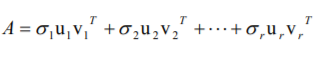 A = σ₁u₁v₁ᵀ + σ₂u₂v₂ᵀ + ⋯ + σᵣuᵣvᵣᵀ